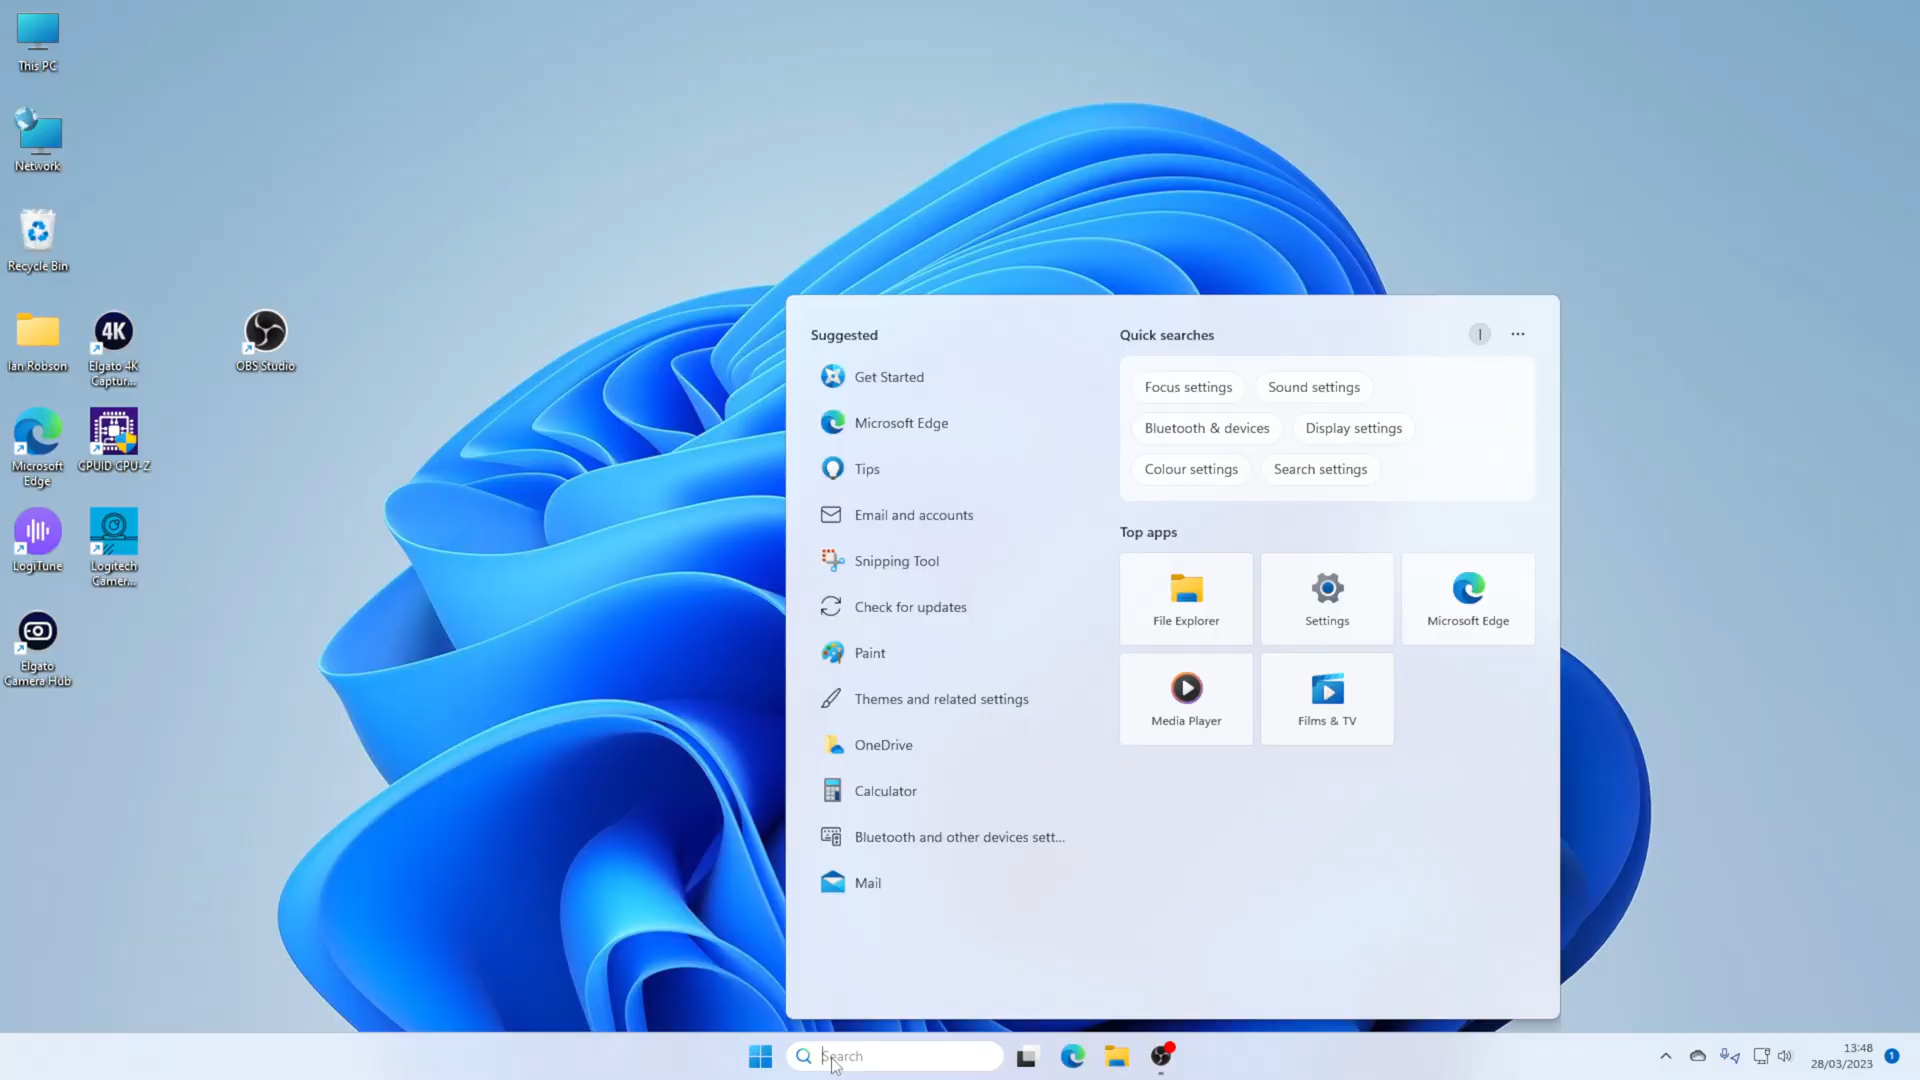 This PC
Network
Recycle Bin
Ian Robson
4K
Elgato 4K
Captur...
OBS Studio
Microsoft
Edge
CPUID CPU-Z
LogiTune
Logitech
Camer...
Elgato
Camera Hub
Suggested
Get Started
Microsoft Edge
Tips
Email and accounts
Snipping Tool
Check for updates
Paint
Themes and related settings
OneDrive
Calculator
Bluetooth and other devices sett...
Mail
Quick searches
I
Focus settings
Sound settings
Bluetooth & devices
Display settings
Colour settings
Search settings
Top apps
File Explorer
Settings
Microsoft Edge
Media Player
Films & TV
Search
13:48
28/03/2023
1